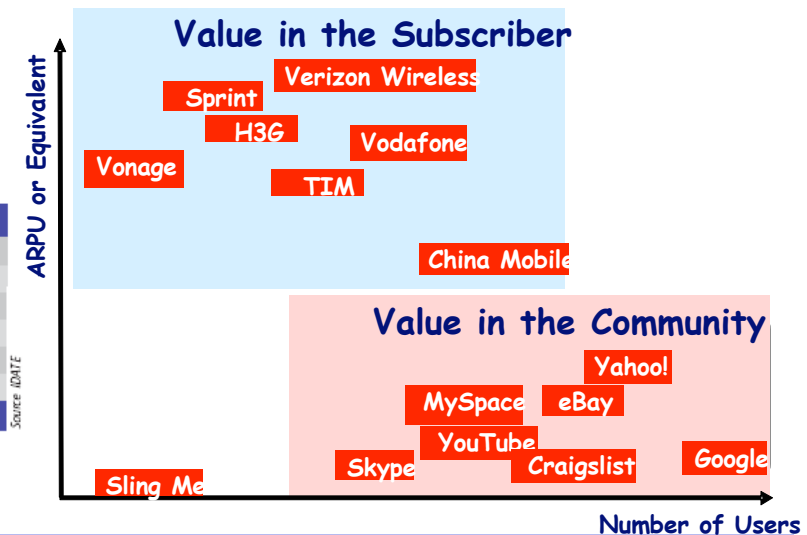 Value in the Subscriber
ARPU or Equivalent
Verizon Wireless
Sprint
H3G
Vodafone
Vonage
TIM
China Mobile
Value in the Community
Yahoo!
MySpace
eBay
YouTube
Craigslist
Google
Skype
Sling Me
Number of Users
Source IDATE